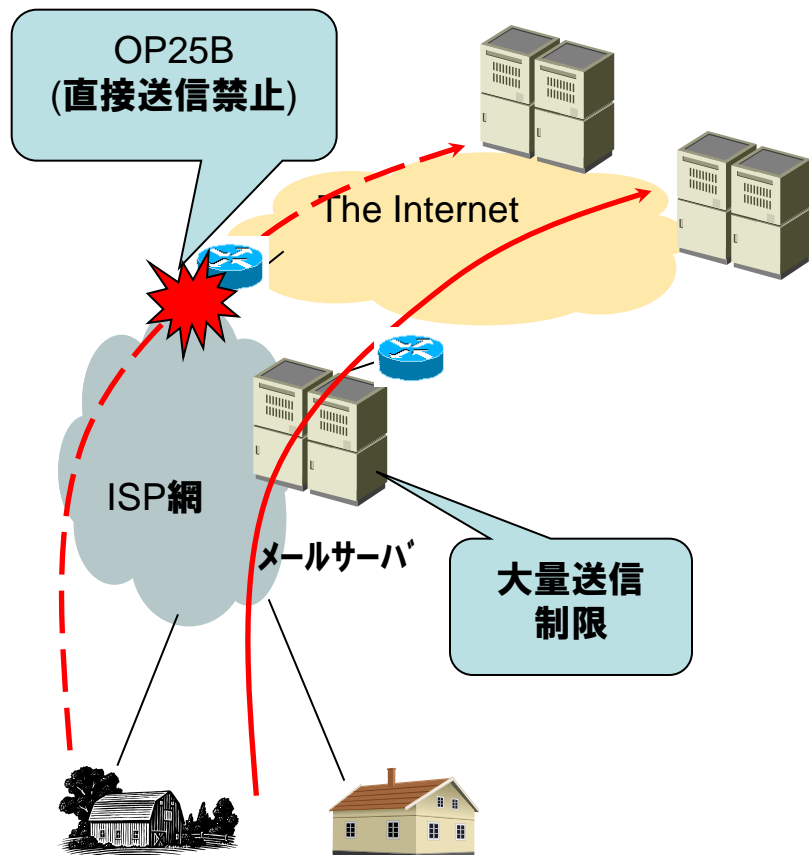 OP25B
(直接送信禁止)
The Internet
ISP網
メールサーバ
大量送信
制限